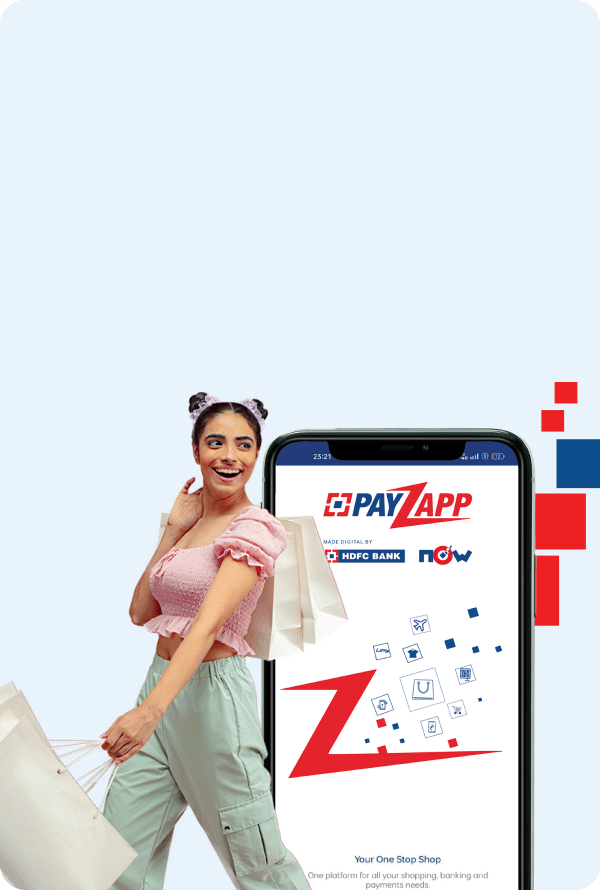 23:21
PAYZAPP
MADE DIGITAL BY
HDFC BANK now
UPI
Your One Stop Shop
One platform for all your shopping, banking and
payments needs.